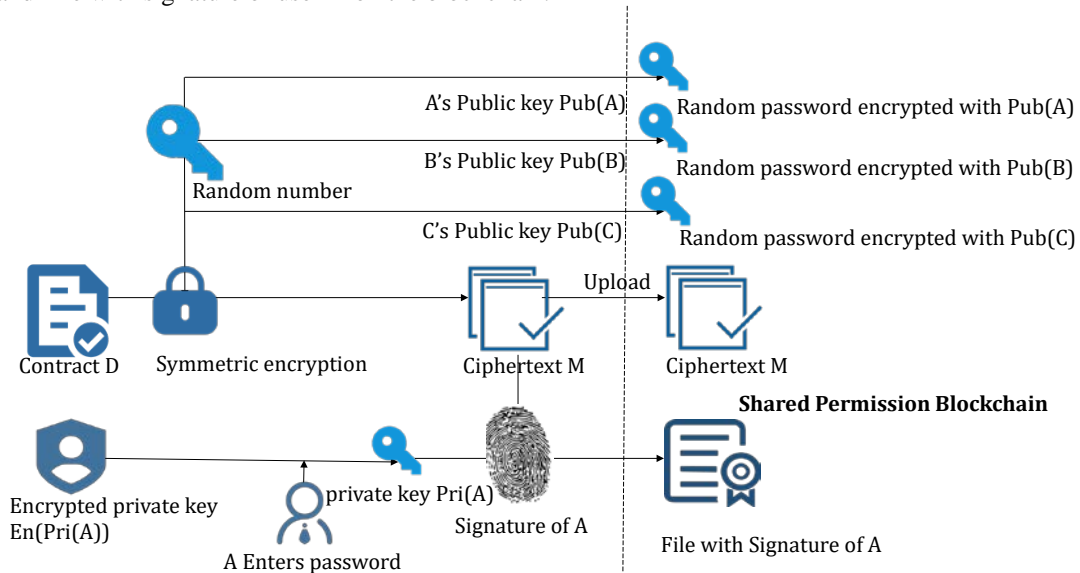 A's Public key Pub(A)
Random password encrypted with Pub(A)
B's Public key Pub(B)
Random password encrypted with Pub(B)
Random number
C's Public key Pub(C)
Random password encrypted with Pub(C)
Upload
Contract D
Symmetric encryption
Ciphertext M
Ciphertext M
Shared Permission Blockchain
Encrypted private key
En(Pri(A))
private key Pri(A)
Signature of A
A Enters password
File with Signature of A